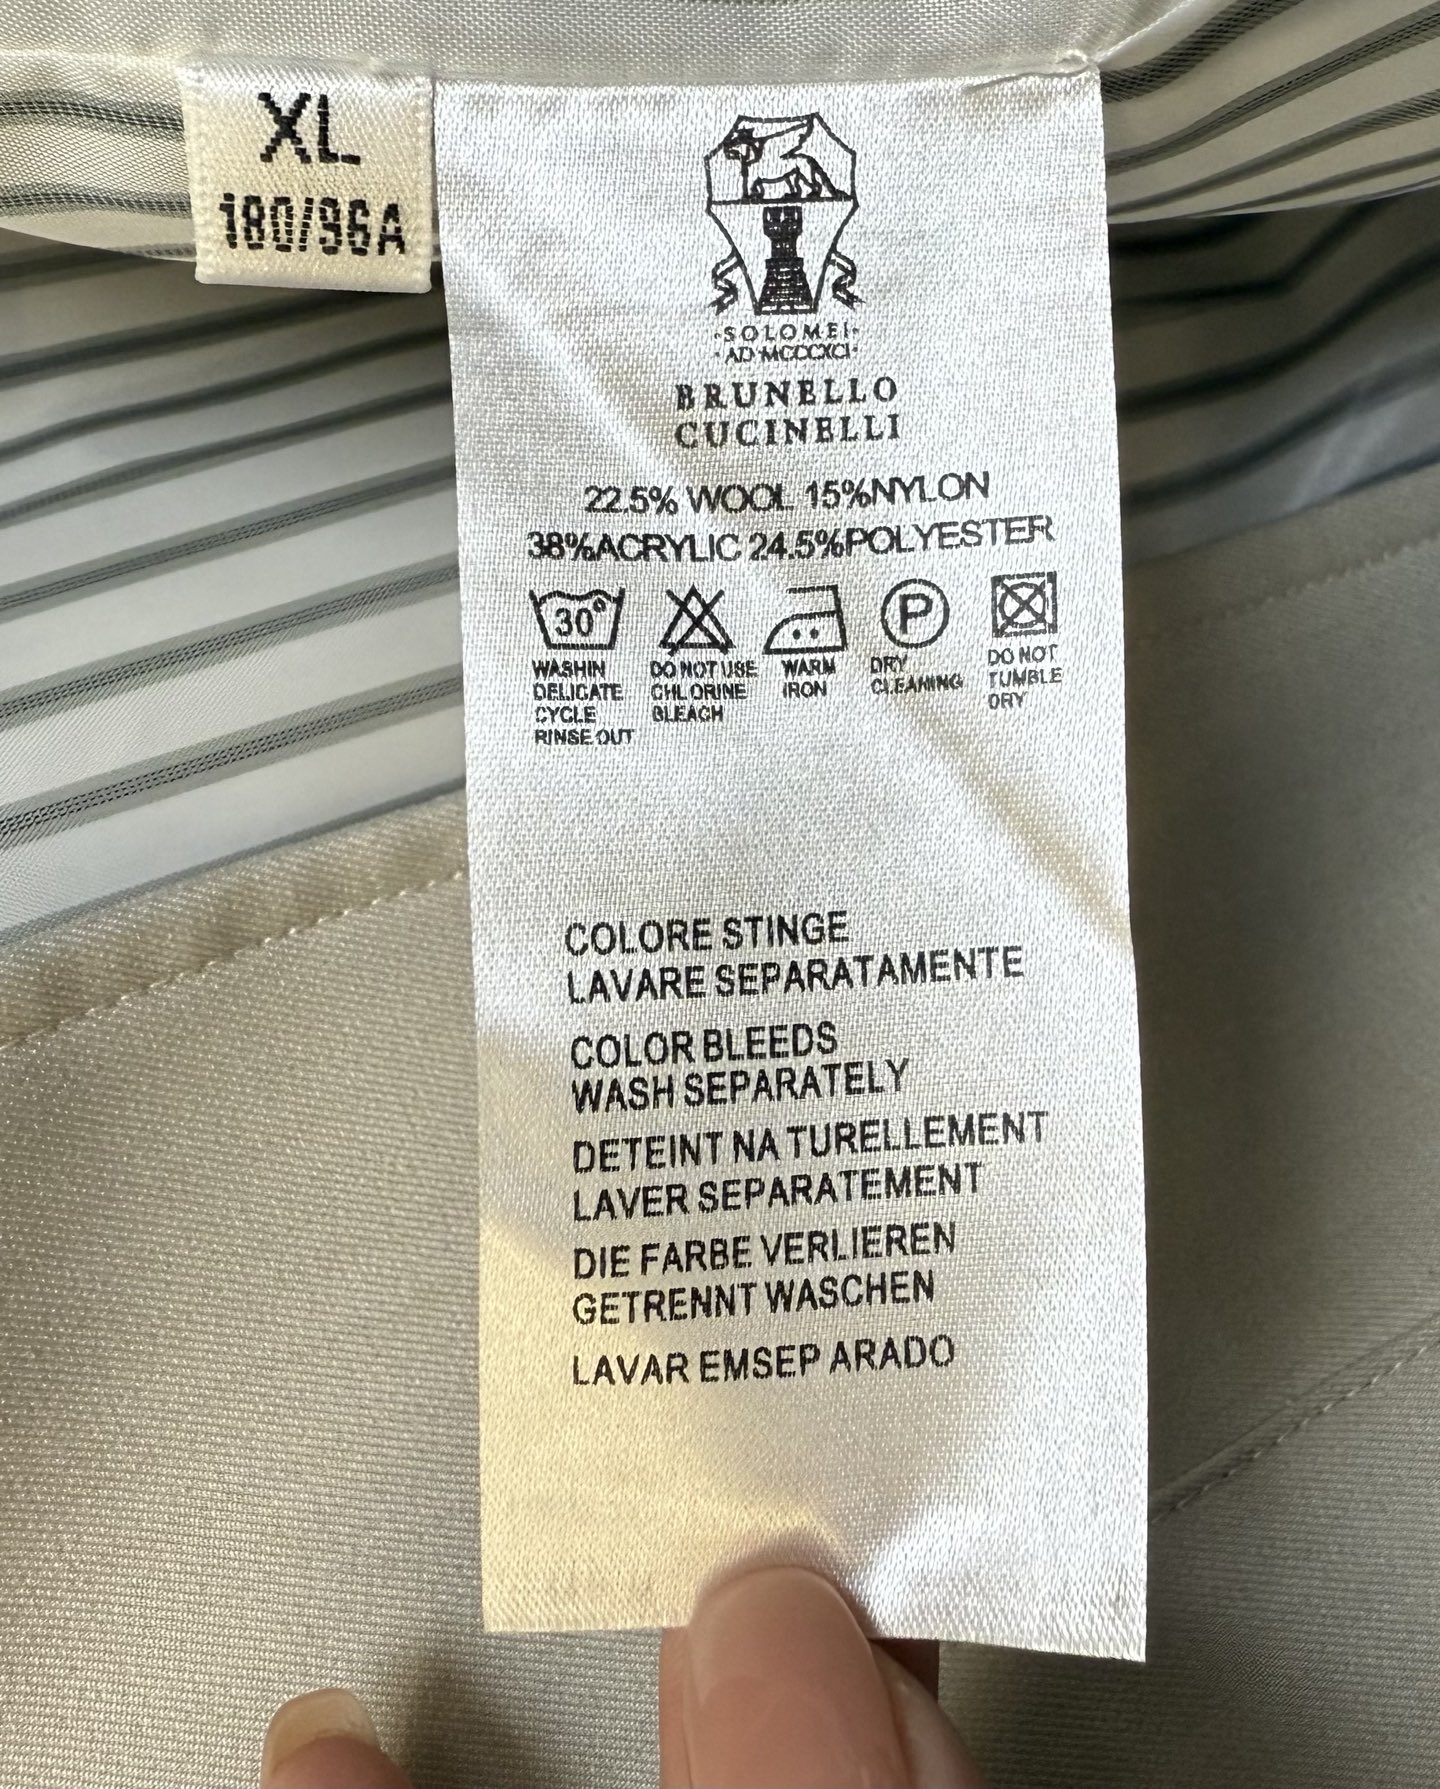 XL
180/96A
·SOLOMEI·
·AD MCCCXCI·
BRUNELLO
CUCINELLI
22.5% WOOL 15%NYLON
38%ACRYLIC 24.5%POLYESTER
30°
P
WASHIN
DELICATE
CYCLE
RINSE OUT
DO NOT USE
CHLORINE
BLEACH
WARM
IRON
DRY
CLEANING
DO NOT
TUMBLE
DRY
COLORE STINGE
LAVARE SEPARATAMENTE
COLOR BLEEDS
WASH SEPARATELY
DETEINT NA TURELLEMENT
LAVER SEPARATEMENT
DIE FARBE VERLIEREN
GETRENNT WASCHEN
LAVAR EMSEP ARADO